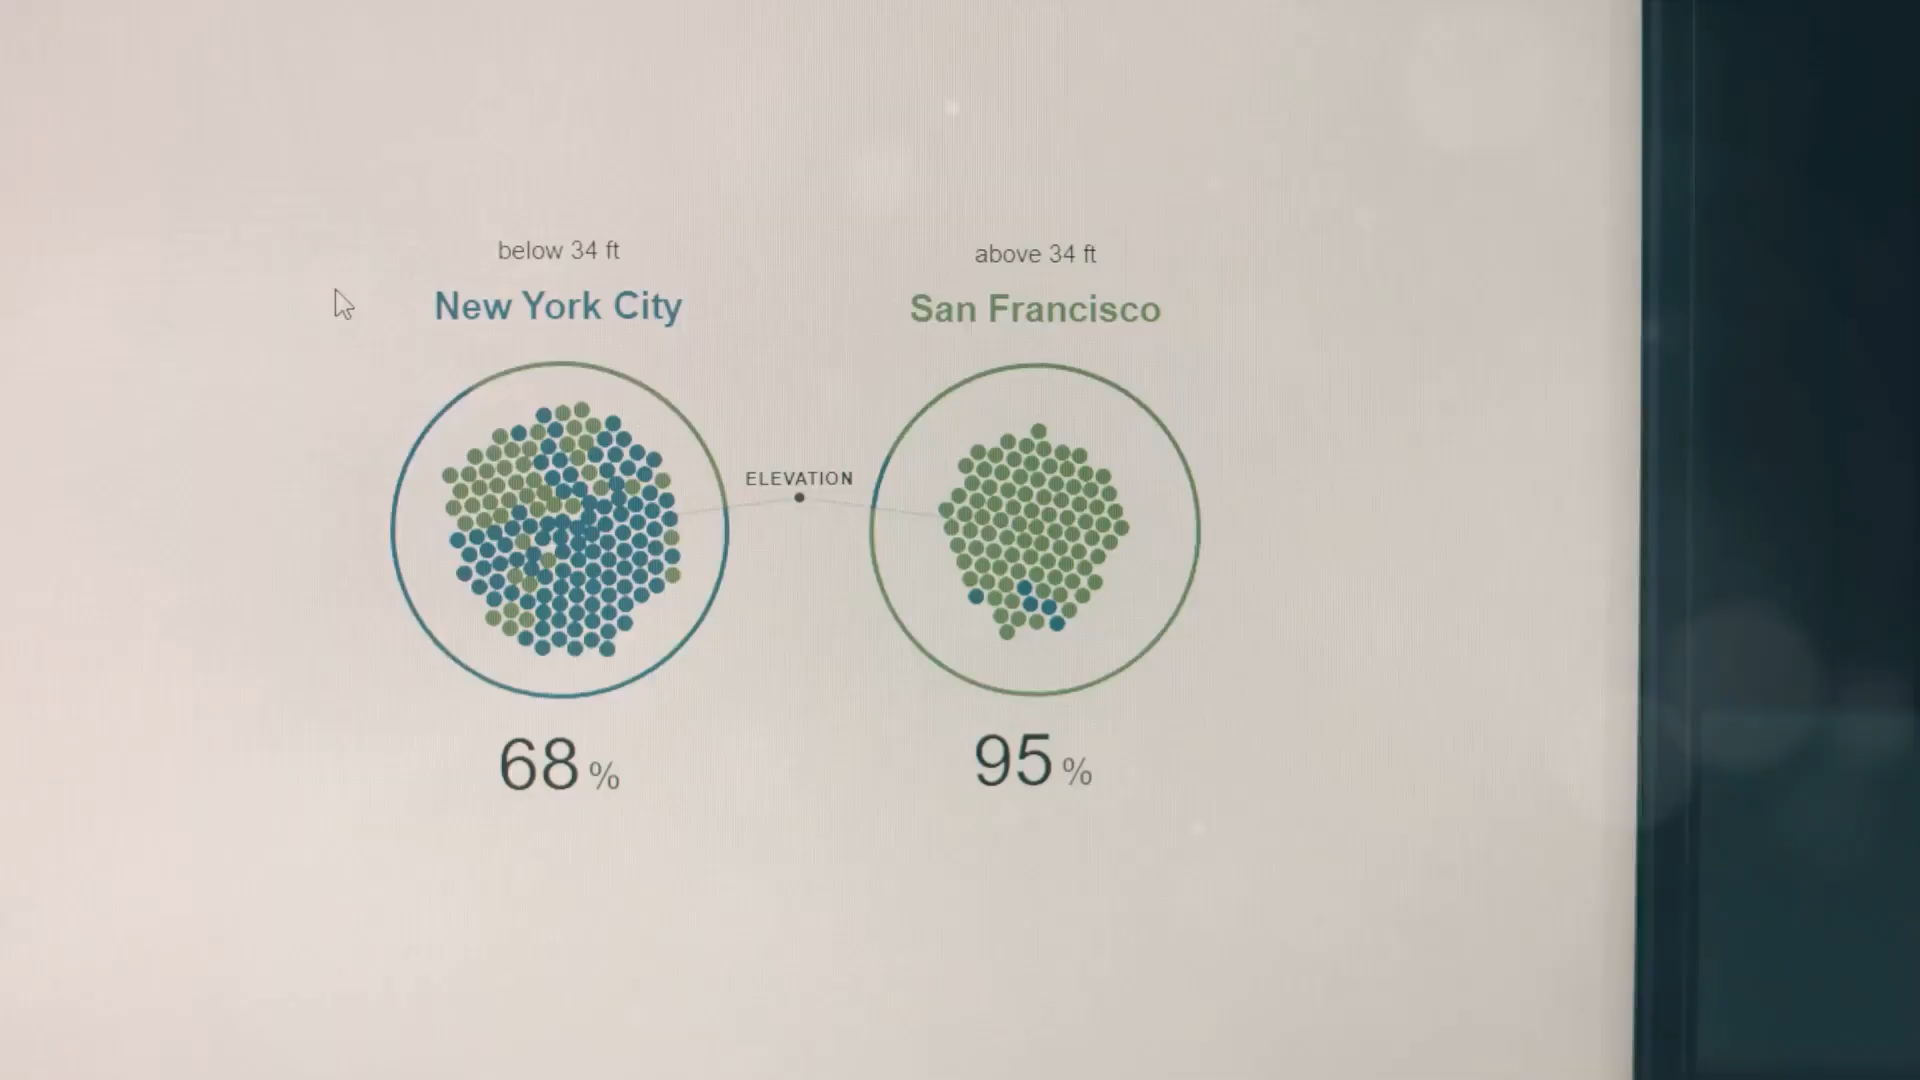 below 34 ft
New York City
68 %
ELEVATION
above 34 ft
San Francisco
95 %